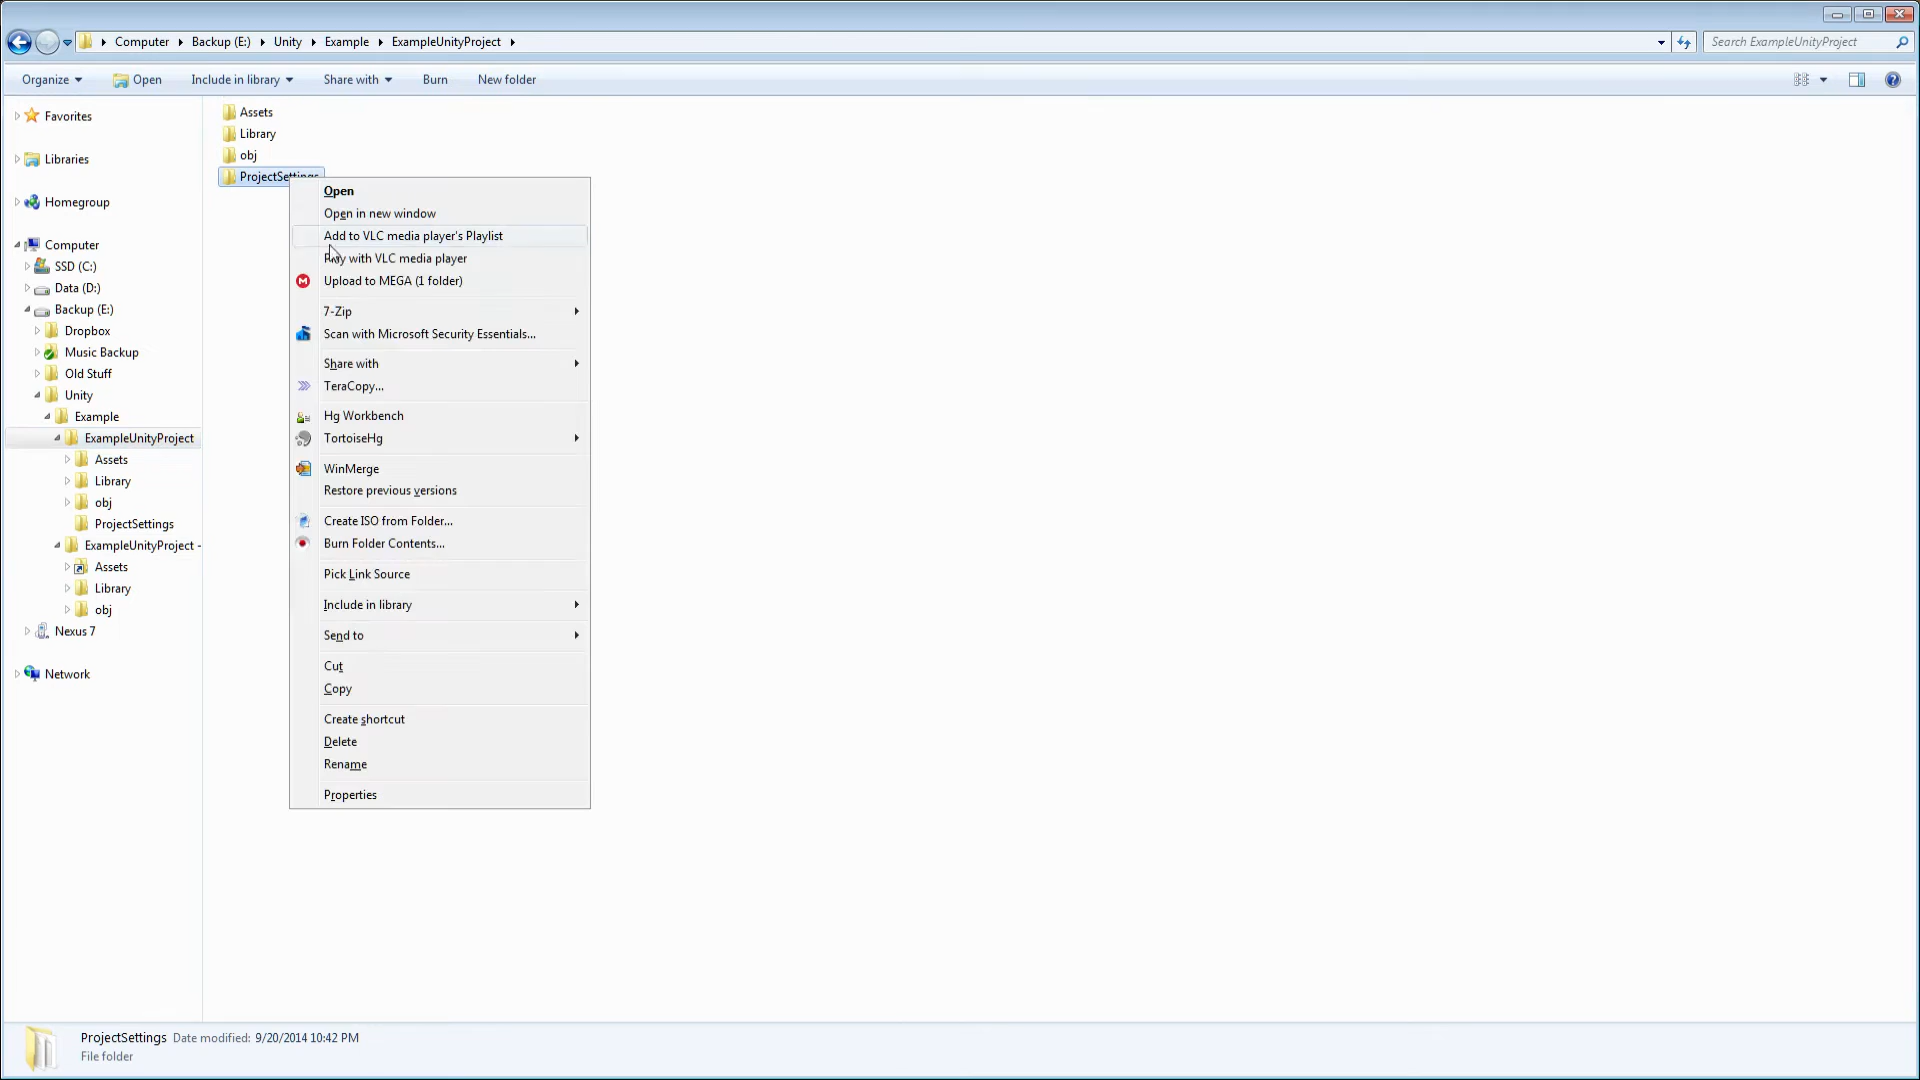 Computer Backup (E:) Unity Example ExampleUnityProject
Search ExampleUnityProject
Organize Open Include in library Share with Burn New folder
Favorites
Libraries
Homegroup
Computer
SSD (C:)
Data (D:)
Backup (E:)
Dropbox
Music Backup
Old Stuff
Unity
Example
ExampleUnityProject
Assets
Library
obj
ProjectSettings
ExampleUnityProject -
Assets
Library
obj
Nexus 7
Network
Assets
Library
obj
ProjectSettings
Open
Open in new window
Add to VLC media player's Playlist
Play with VLC media player
Upload to MEGA (1 folder)
7-Zip
Scan with Microsoft Security Essentials...
Share with
TeraCopy...
Hg Workbench
TortoiseHg
WinMerge
Restore previous versions
Create ISO from Folder...
Burn Folder Contents...
Pick Link Source
Include in library
Send to
Cut
Copy
Create shortcut
Delete
Rename
Properties
ProjectSettings Date modified: 9/20/2014 10:42 PM
File folder